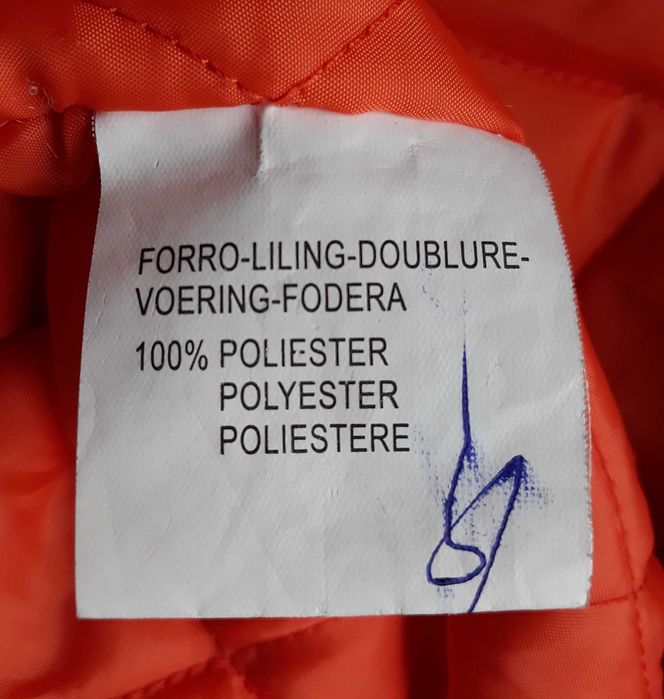 FORRO-LILING-DOUBLURE-
VOERING-FODERA
100% POLIESTER
POLYESTER
POLIESTERE